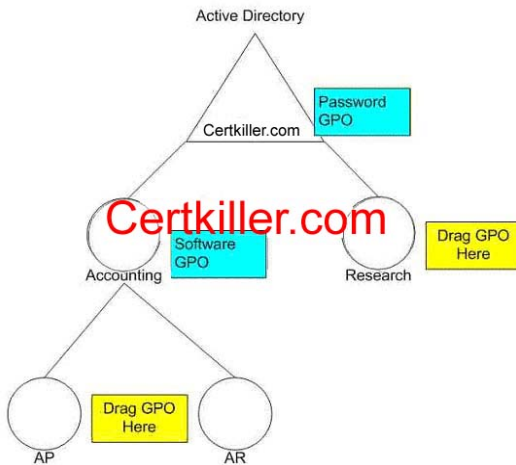 Active Directory
Password
GPO
Certkiller.com
Certkiller.com
Software
GPO
Drag GPO
Here
Accounting
Research
Drag GPO
Here
AP
AR